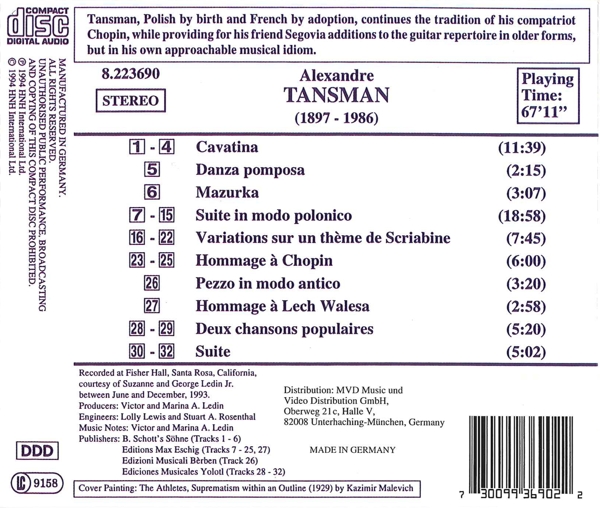 COMPACT
disc
DIGITAL AUDIO
Tansman, Polish by birth and French by adoption, continues the tradition of his compatriot
Chopin, while providing for his friend Segovia additions to the guitar repertoire in older forms,
but in his own approachable musical idiom.
8.223690
STEREO
Alexandre
TANSMAN
(1897 - 1986)
Playing
Time:
67'11"
1 - 4 Cavatina (11:39)
5 Danza pomposa (2:15)
6 Mazurka (3:07)
7 - 15 Suite in modo polonico (18:58)
16 - 22 Variations sur un thème de Scriabine (7:45)
23 - 25 Hommage à Chopin (6:00)
26 Pezzo in modo antico (3:20)
27 Hommage à Lech Walesa (2:58)
28 - 29 Deux chansons populaires (5:20)
30 - 32 Suite (5:02)
MANUFACTURED IN GERMANY.
ALL RIGHTS RESERVED.
UNAUTHORISED PUBLIC PERFORMANCE, BROADCASTING
AND COPYING OF THIS COMPACT DISC PROHIBITED.
℗ 1994 HNH International Ltd.
© 1994 HNH International Ltd.
Recorded at Fisher Hall, Santa Rosa, California,
courtesy of Suzanne and George Ledin Jr.
between June and December, 1993.
Producers: Victor and Marina A. Ledin
Engineers: Lolly Lewis and Stuart A. Rosenthal
Music Notes: Victor and Marina A. Ledin
Publishers: B. Schott's Söhne (Tracks 1 - 6)
Editions Max Eschig (Tracks 7 - 25, 27)
Edizioni Musicali Bèrben (Track 26)
Ediciones Musicales Yolotl (Tracks 28 - 32)
Distribution: MVD Music und
Video Distribution GmbH,
Oberweg 21c, Halle V,
82008 Unterhaching-München, Germany
MADE IN GERMANY
DDD
LC 9158
Cover Painting: The Athletes, Suprematism within an Outline (1929) by Kazimir Malevich
7 30099 36902 2